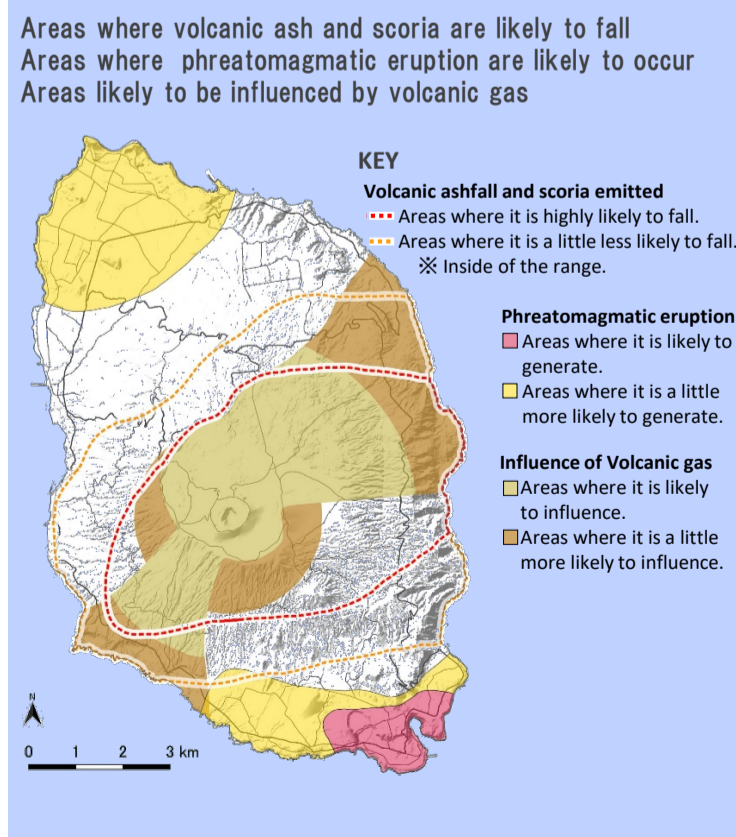 Areas where volcanic ash and scoria are likely to fall
Areas where phreatomagmatic eruption are likely to occur
Areas likely to be influenced by volcanic gas
KEY
Volcanic ashfall and scoria emitted
Areas where it is highly likely to fall.
Areas where it is a little less likely to fall.
※ Inside of the range.
Phreatomagmatic eruption
Areas where it is likely to
generate.
Areas where it is a little
more likely to generate.
Influence of Volcanic gas
Areas where it is likely
to influence.
Areas where it is a little
more likely to influence.
N
0 1 2 3 km